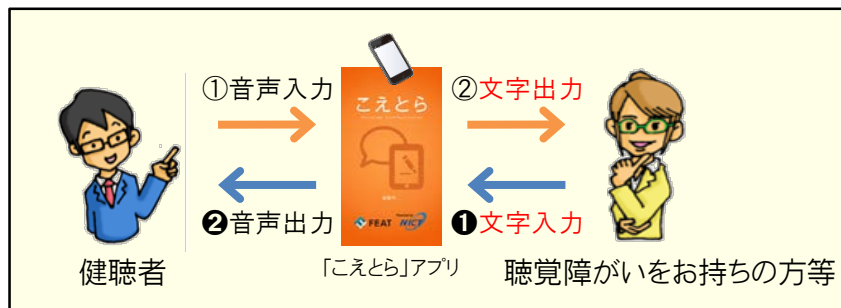 ①音声入力
②文字出力
こえとら
FEAT
NICT
❷音声出力
❶文字入力
健聴者
「こえとら」アプリ
聴覚障がいをお持ちの方等